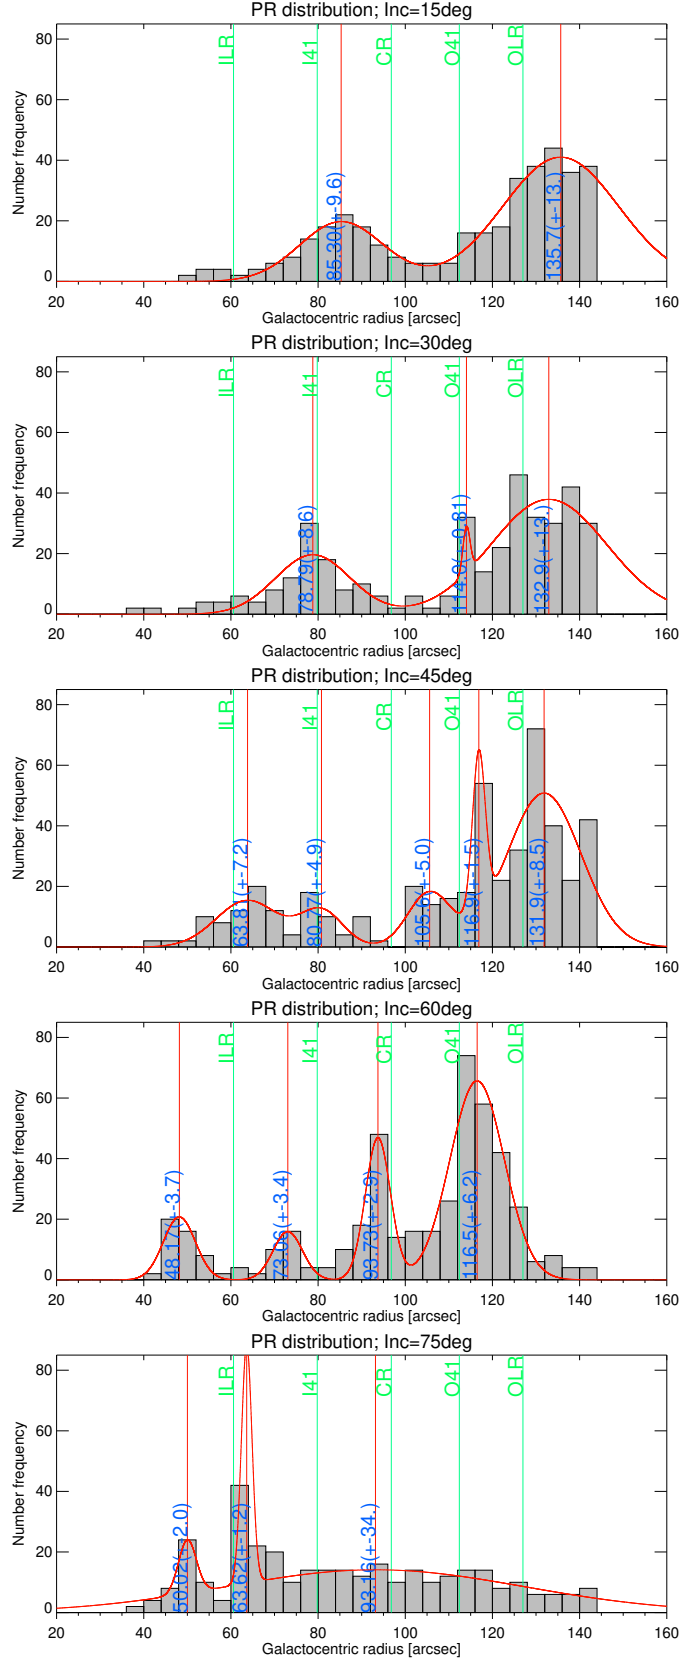 PR distribution; Inc=15deg
ILR I41 CR O41 OLR
80
60
40
20
0
Number frequency
85.30(+-9.6) 135.7(+-13.)
20 40 60 80 100 120 140 160
Galactocentric radius [arcsec]
PR distribution; Inc=30deg
ILR I41 CR O41 OLR
80
60
40
20
0
Number frequency
78.79(+-8.6) 114.0(+-0.81) 132.9(+-13.)
20 40 60 80 100 120 140 160
Galactocentric radius [arcsec]
PR distribution; Inc=45deg
ILR I41 CR O41 OLR
80
60
40
20
0
Number frequency
63.81(+-7.2) 80.77(+-4.9) 105.6(+-5.0) 116.9(+-1.5) 131.9(+-8.5)
20 40 60 80 100 120 140 160
Galactocentric radius [arcsec]
PR distribution; Inc=60deg
ILR I41 CR O41 OLR
80
60
40
20
0
Number frequency
48.17(+-3.7) 73.06(+-3.4) 93.73(+-2.9) 116.5(+-6.2)
20 40 60 80 100 120 140 160
Galactocentric radius [arcsec]
PR distribution; Inc=75deg
ILR I41 CR O41 OLR
80
60
40
20
0
Number frequency
50.02(+-2.0) 63.62(+-1.2) 93.16(+-34.)
20 40 60 80 100 120 140 160
Galactocentric radius [arcsec]